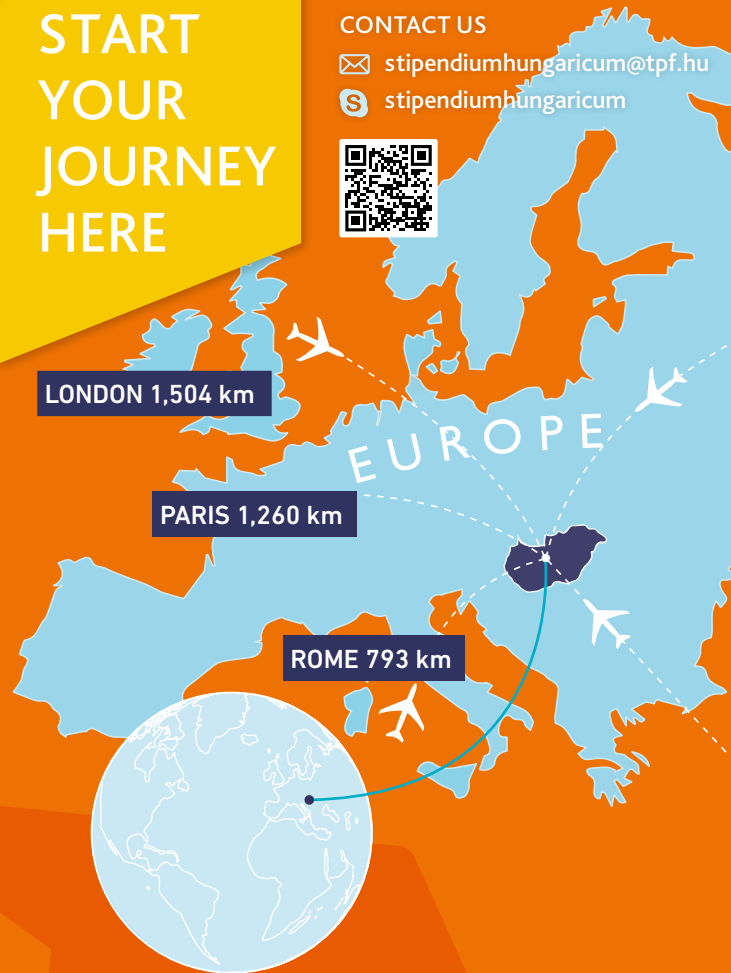 START
YOUR
JOURNEY
HERE
CONTACT US
stipendiumhungaricum@tpf.hu
stipendiumhungaricum
EUROPE
LONDON 1,504 km
PARIS 1,260 km
ROME 793 km